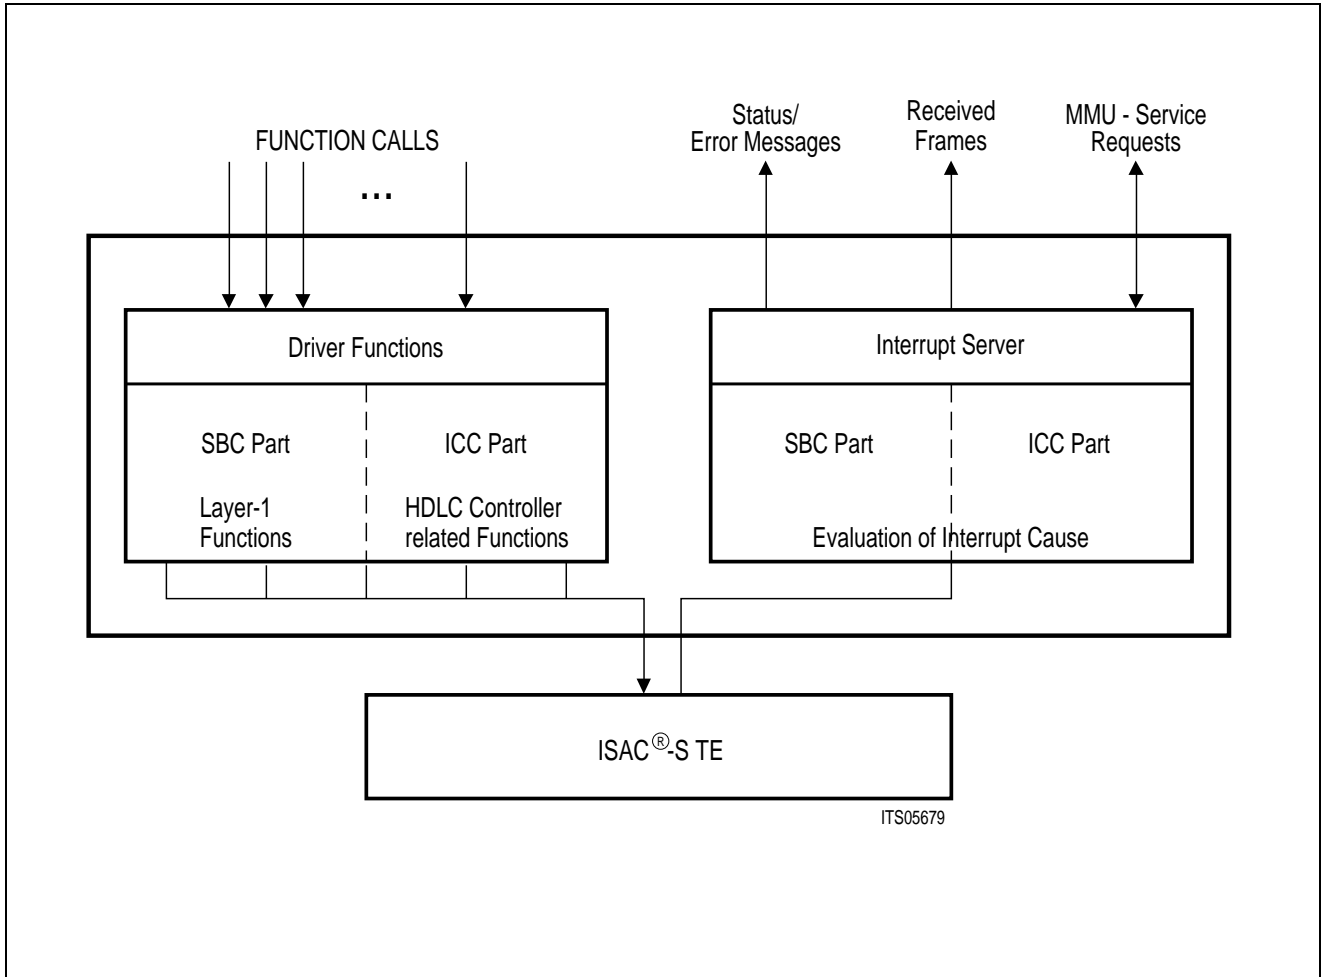 FUNCTION CALLS
...
Status/
Error Messages
Received
Frames
MMU - Service
Requests
Driver Functions
SBC Part
ICC Part
Layer-1
Functions
HDLC Controller
related Functions
Interrupt Server
SBC Part
ICC Part
Evaluation of Interrupt Cause
ISAC®-S TE
ITS05679